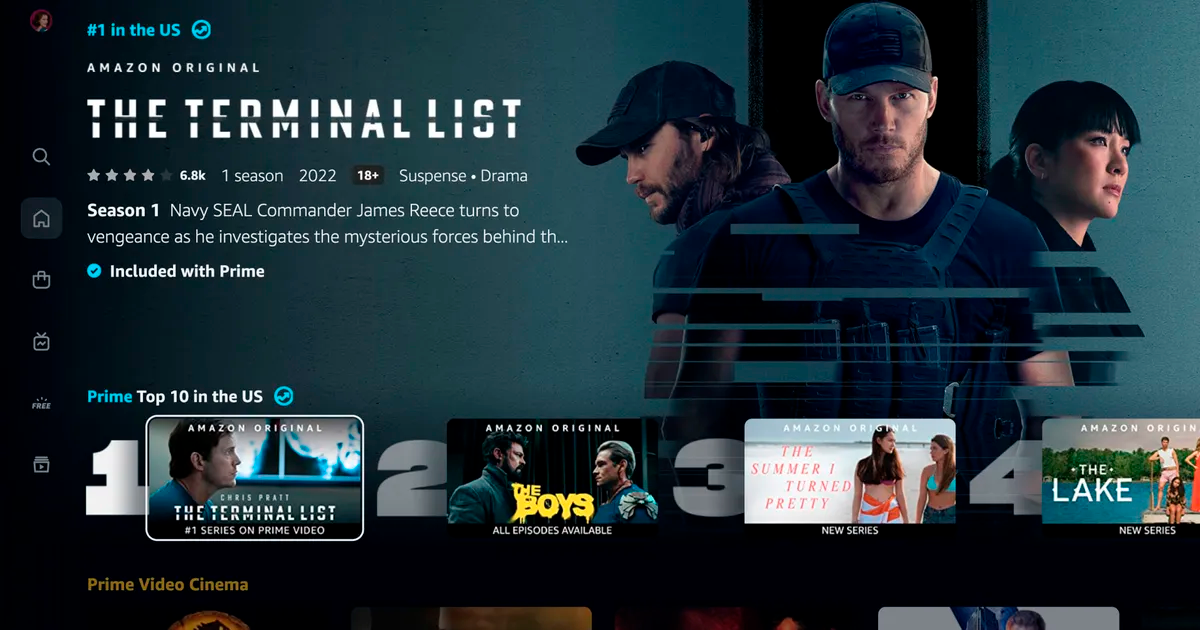 #1 in the US
AMAZON ORIGINAL
THE TERMINAL LIST
6.8k 1 season 2022 18+ Suspense • Drama
Season 1 Navy SEAL Commander James Reece turns to
vengeance as he investigates the mysterious forces behind th...
Included with Prime
FREE
Prime Top 10 in the US
1
AMAZON ORIGINAL
CHRIS PRATT
THE TERMINAL LIST
#1 SERIES ON PRIME VIDEO
2
AMAZON ORIGINAL
THE
BOYS
ALL EPISODES AVAILABLE
3
AMAZON ORIGINAL
THE
SUMMER I
TURNED
PRETTY
NEW SERIES
4
AMAZON ORIGIN
•THE•
LAKE
NEW SERIES
Prime Video Cinema